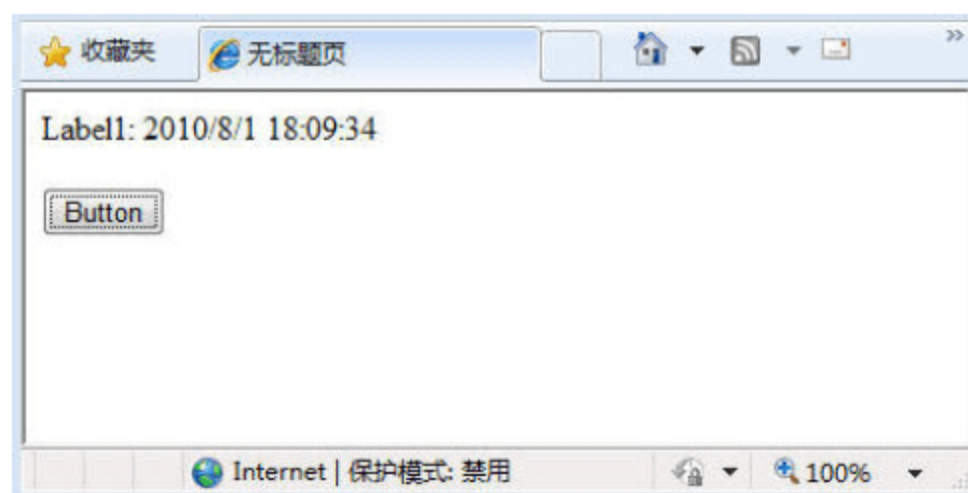 收藏夹 无标题页 »
Label1: 2010/8/1 18:09:34
Button
Internet | 保护模式: 禁用 100%